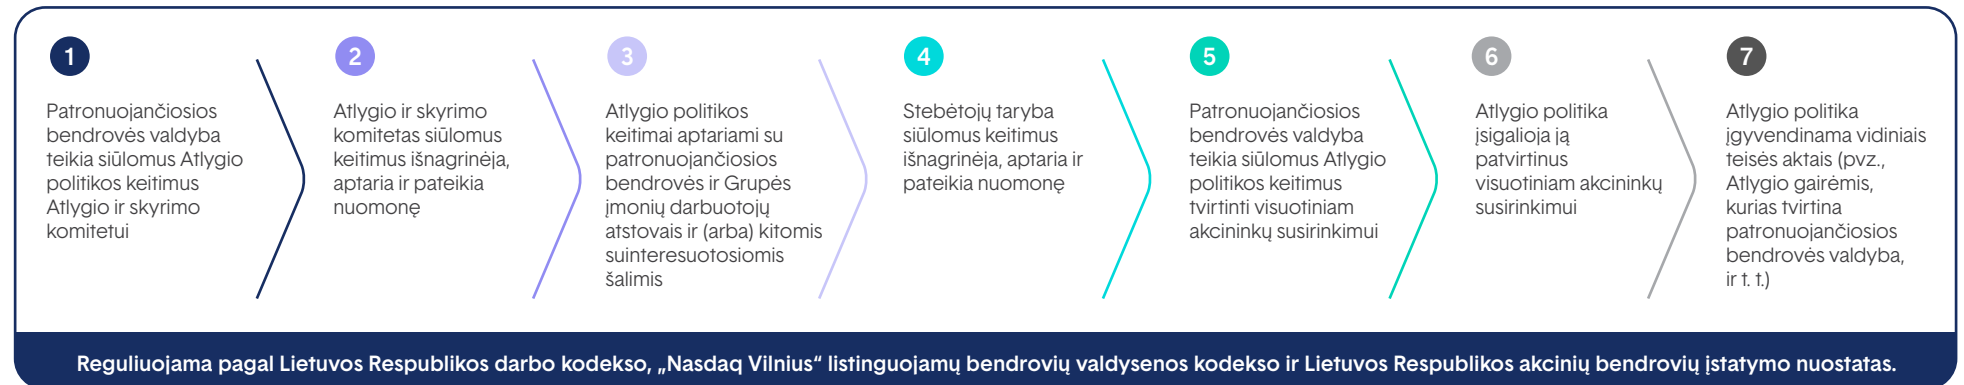 1
Patronuojančiosios
bendrovės valdyba
teikia siūlomus Atlygio
politikos keitimus
Atlygio ir skyrimo
komitetui
2
Atlygio ir skyrimo
komitetas siūlomus
keitimus išnagrinėja,
aptaria ir pateikia
nuomonę
3
Atlygio politikos
keitimai aptariami su
patronuojančiosios
bendrovės ir Grupės
įmonių darbuotojų
atstovais ir (arba) kitomis
suinteresuotosiomis
šalimis
4
Stebėtojų taryba
siūlomus keitimus
išnagrinėja, aptaria ir
pateikia nuomonę
5
Patronuojančiosios
bendrovės valdyba
teikia siūlomus Atlygio
politikos keitimus
tvirtinti visuotiniam
akcininkų susirinkimui
6
Atlygio politika
įsigalioja ją
patvirtinus
visuotiniam akcininkų
susirinkimui
7
Atlygio politika
įgyvendinama vidiniais
teisės aktais (pvz.,
Atlygio gairėmis,
kurias tvirtina
patronuojančiosios
bendrovės valdyba,
ir t. t.)
Reguliuojama pagal Lietuvos Respublikos darbo kodekso, „Nasdaq Vilnius“ listinguojamų bendrovių valdysenos kodekso ir Lietuvos Respublikos akcinių bendrovių įstatymo nuostatas.